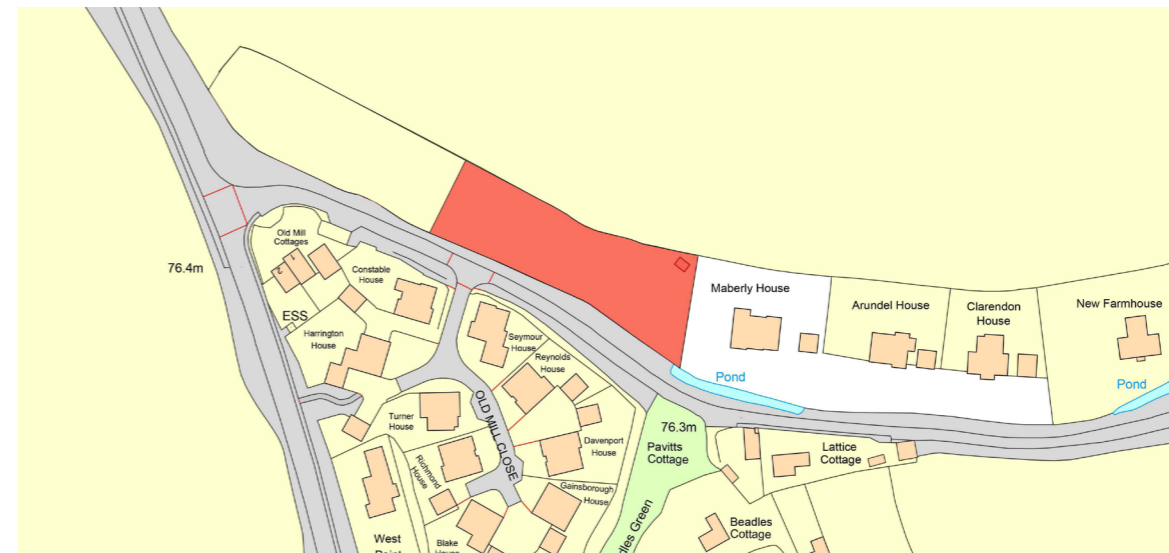 Old Mill
Cottages
76.4m
Constable
House
ESS
Harrington
House
Seymour
House
Reynolds
House
Maberly House
Arundel House
Clarendon
House
New Farmhouse
Pond
Pond
Turner
House
OLD MILL CLOSE
Davenport
House
76.3m
Pavitts
Cottage
Lattice
Cottage
Richmond
House
Gainsborough
House
Beadles
Cottage
West
Blake
Green